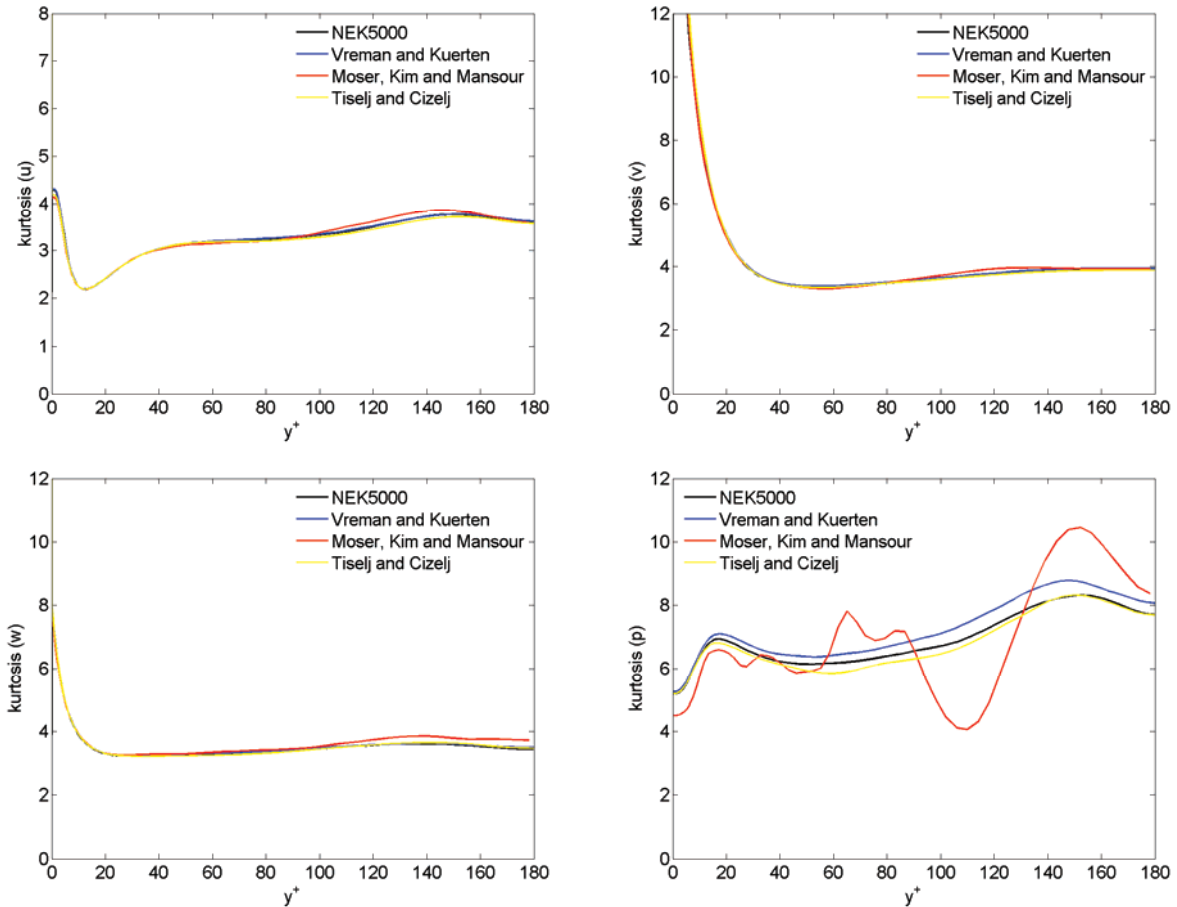 8
7
6
5
4
3
2
1
0
kurtosis (u)
NEK5000
Vreman and Kuerten
Moser, Kim and Mansour
Tiselj and Cizelj
0 20 40 60 80 100 120 140 160 180
y+
12
10
8
6
4
2
0
kurtosis (v)
NEK5000
Vreman and Kuerten
Moser, Kim and Mansour
Tiselj and Cizelj
0 20 40 60 80 100 120 140 160 180
y+
12
10
8
6
4
2
0
kurtosis (w)
NEK5000
Vreman and Kuerten
Moser, Kim and Mansour
Tiselj and Cizelj
0 20 40 60 80 100 120 140 160 180
y+
12
10
8
6
4
2
0
kurtosis (p)
NEK5000
Vreman and Kuerten
Moser, Kim and Mansour
Tiselj and Cizelj
0 20 40 60 80 100 120 140 160 180
y+